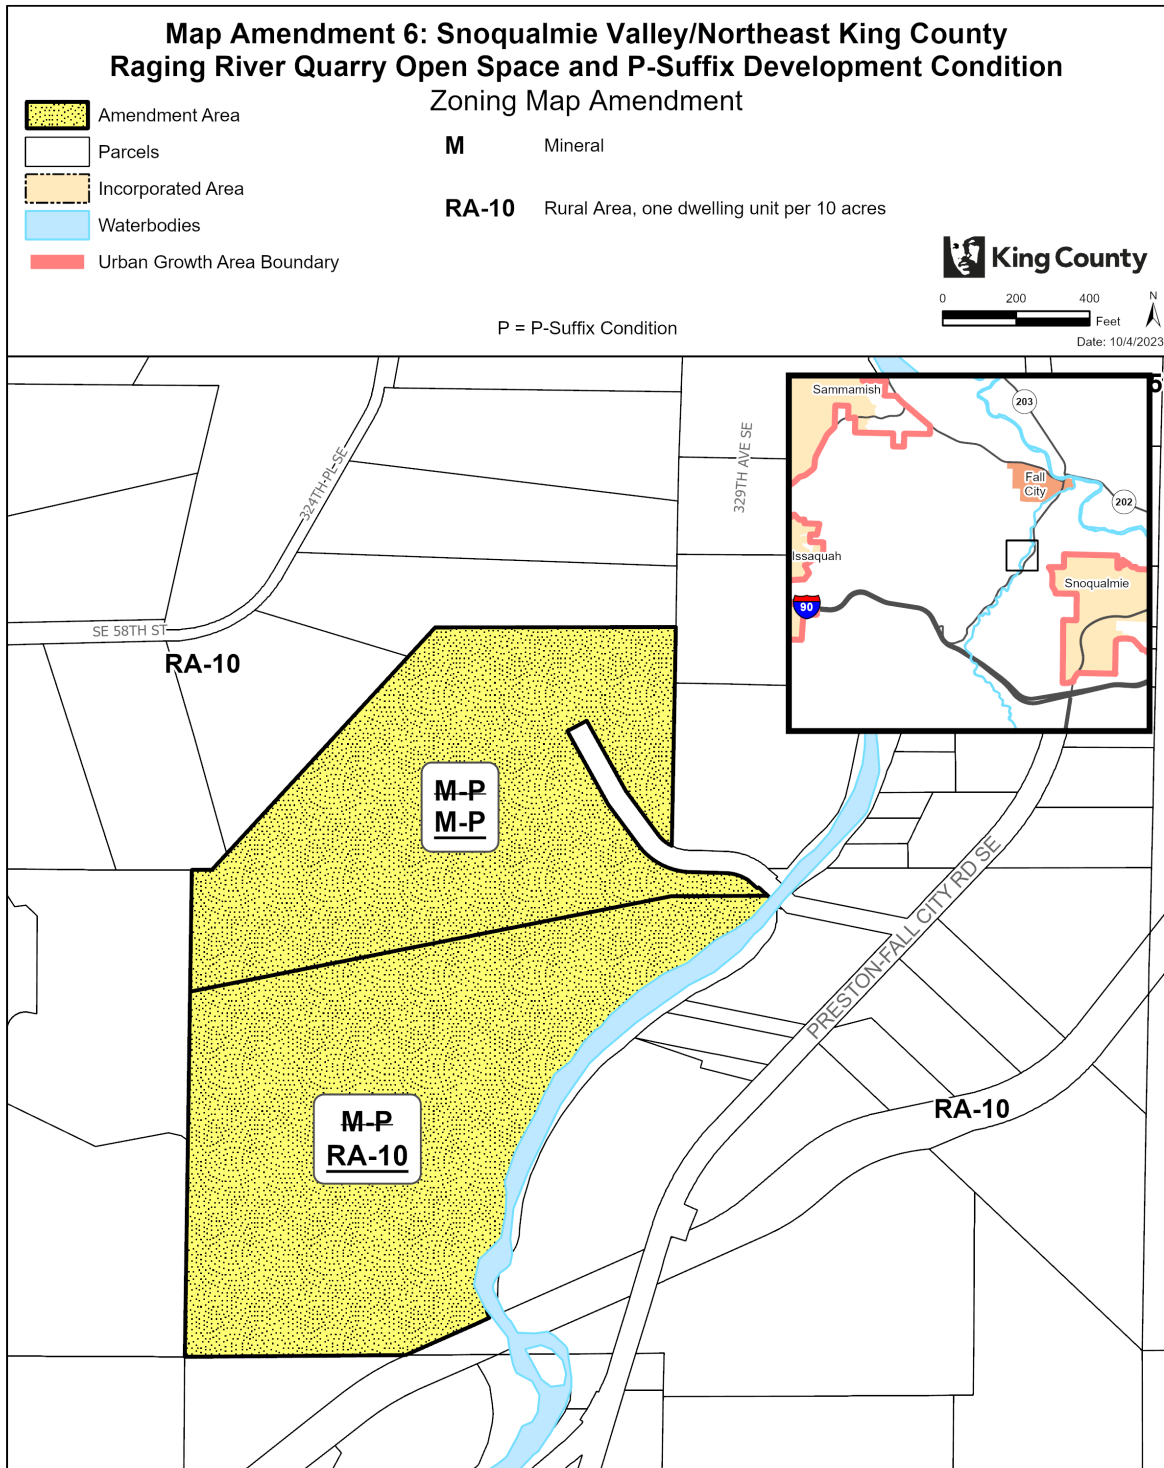 Map Amendment 6: Snoqualmie Valley/Northeast King County
Raging River Quarry Open Space and P-Suffix Development Condition
Zoning Map Amendment
Amendment Area
Parcels
Incorporated Area
Waterbodies
Urban Growth Area Boundary
M Mineral
RA-10 Rural Area, one dwelling unit per 10 acres
P = P-Suffix Condition
King County
0 200 400
Feet
N
Date: 10/4/2023
Sammamish
203
Fall
City
202
Issaquah
90
Snoqualmie
324TH PL SE
329TH AVE SE
SE 58TH ST
RA-10
M-P
M-P
PRESTON-FALL CITY RD SE
RA-10
M-P
RA-10